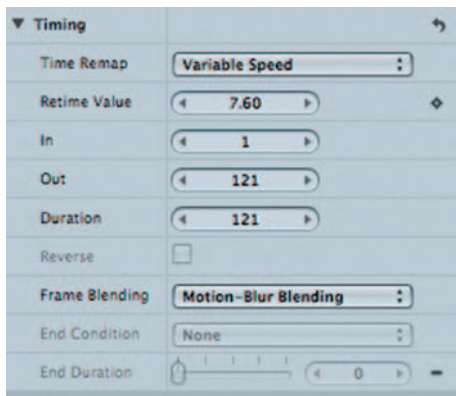 Timing
Time Remap Variable Speed
Retime Value 7.60
In 1
Out 121
Duration 121
Reverse
Frame Blending Motion-Blur Blending
End Condition None
End Duration 0